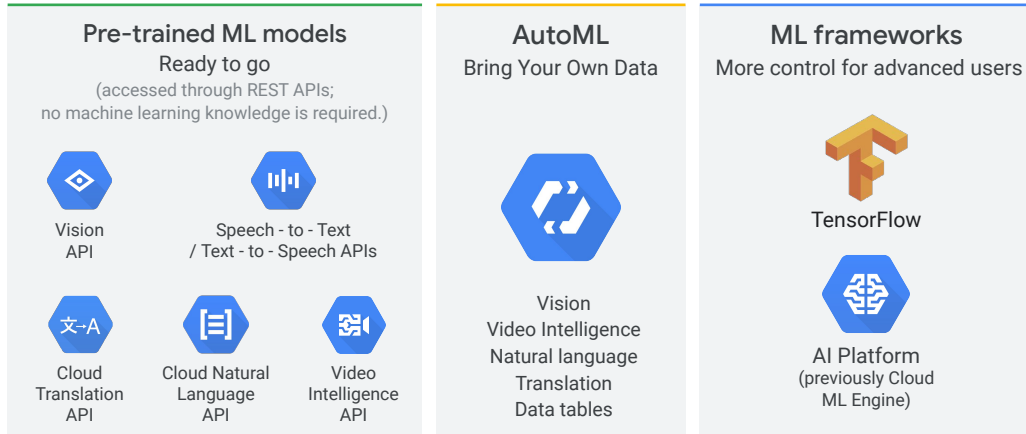 Pre-trained ML models
Ready to go
(accessed through REST APIs;
no machine learning knowledge is required.)
Vision
API
Speech - to - Text
/ Text - to - Speech APIs
文→A
Cloud
Translation
API
Cloud Natural
Language
API
Video
Intelligence
API
AutoML
Bring Your Own Data
Vision
Video Intelligence
Natural language
Translation
Data tables
ML frameworks
More control for advanced users
TensorFlow
AI Platform
(previously Cloud
ML Engine)